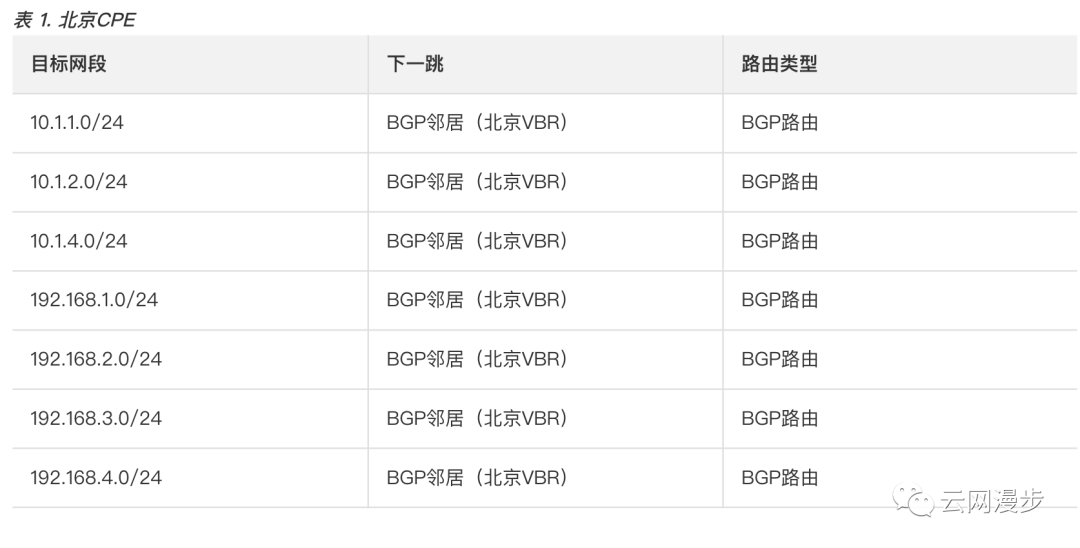 表 1. 北京CPE
目标网段 下一跳 路由类型
10.1.1.0/24 BGP邻居（北京VBR） BGP路由
10.1.2.0/24 BGP邻居（北京VBR） BGP路由
10.1.4.0/24 BGP邻居（北京VBR） BGP路由
192.168.1.0/24 BGP邻居（北京VBR） BGP路由
192.168.2.0/24 BGP邻居（北京VBR） BGP路由
192.168.3.0/24 BGP邻居（北京VBR） BGP路由
192.168.4.0/24 BGP邻居（北京VBR） BGP路由
云网漫步